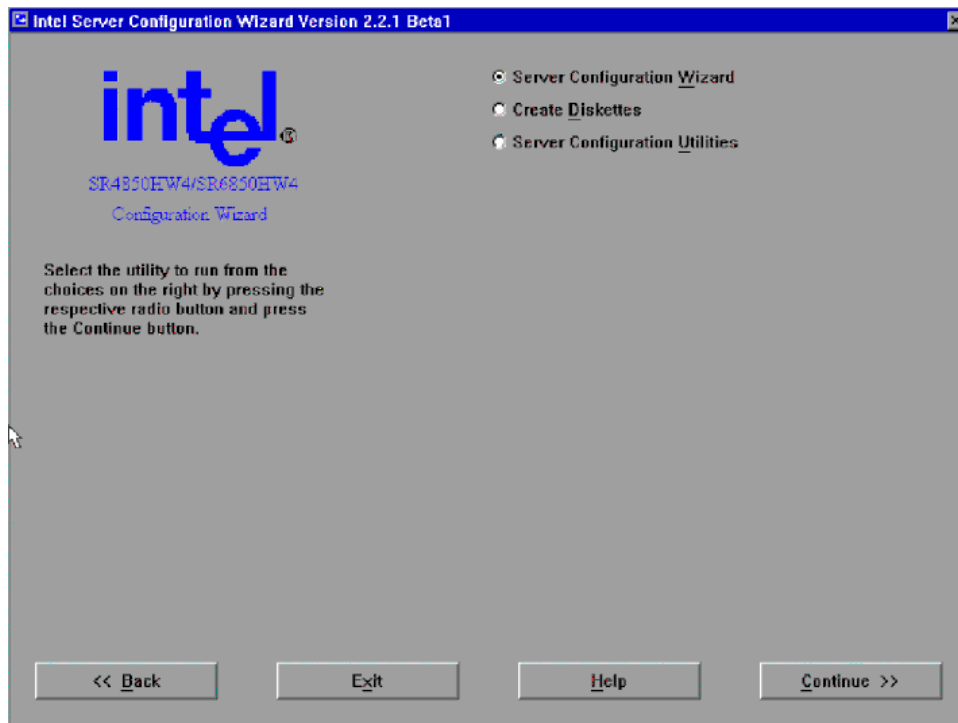 Intel Server Configuration Wizard Version 2.2.1 Beta1
intel®
SR4850HW4/SR6850HW4
Configuration Wizard
Select the utility to run from the
choices on the right by pressing the
respective radio button and press
the Continue button.
Server Configuration Wizard
Create Diskettes
Server Configuration Utilities
<< Back
Exit
Help
Continue >>